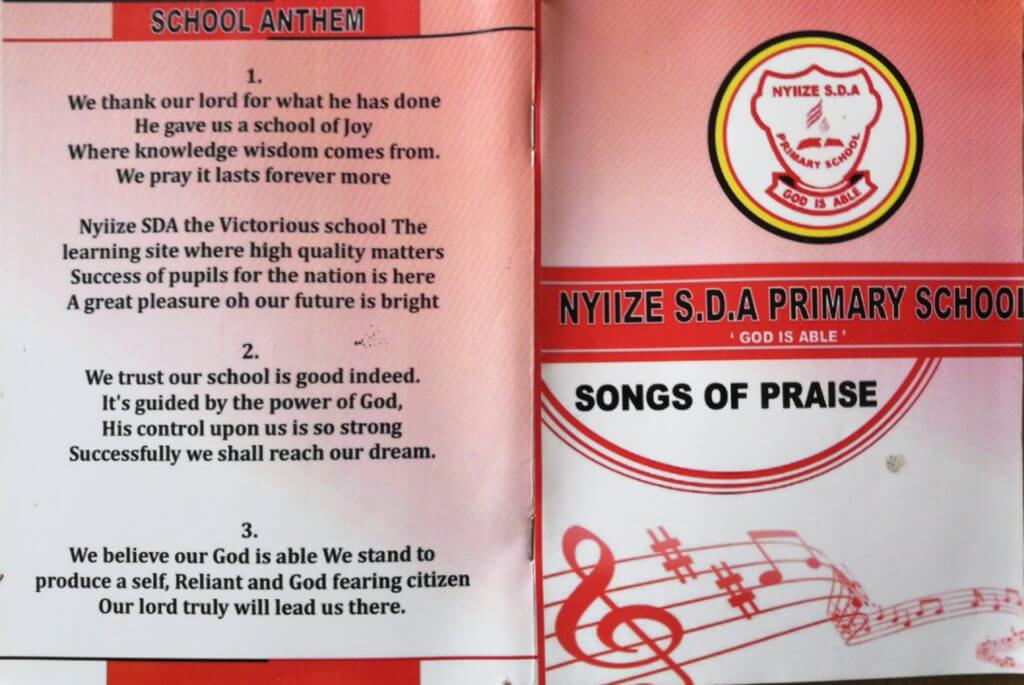 SCHOOL ANTHEM
1.
We thank our lord for what he has done
He gave us a school of Joy
Where knowledge wisdom comes from.
We pray it lasts forever more
Nyiize SDA the Victorious school The
learning site where high quality matters
Success of pupils for the nation is here
A great pleasure oh our future is bright
2.
We trust our school is good indeed.
It's guided by the power of God,
His control upon us is so strong
Successfully we shall reach our dream.
3.
We believe our God is able We stand to
produce a self, Reliant and God fearing citizen
Our lord truly will lead us there.
NYIIZE S.D.A
PRIMARY SCHOOL
GOD IS ABLE
NYIIZE S.D.A PRIMARY SCHOOL
‘ GOD IS ABLE ’
SONGS OF PRAISE